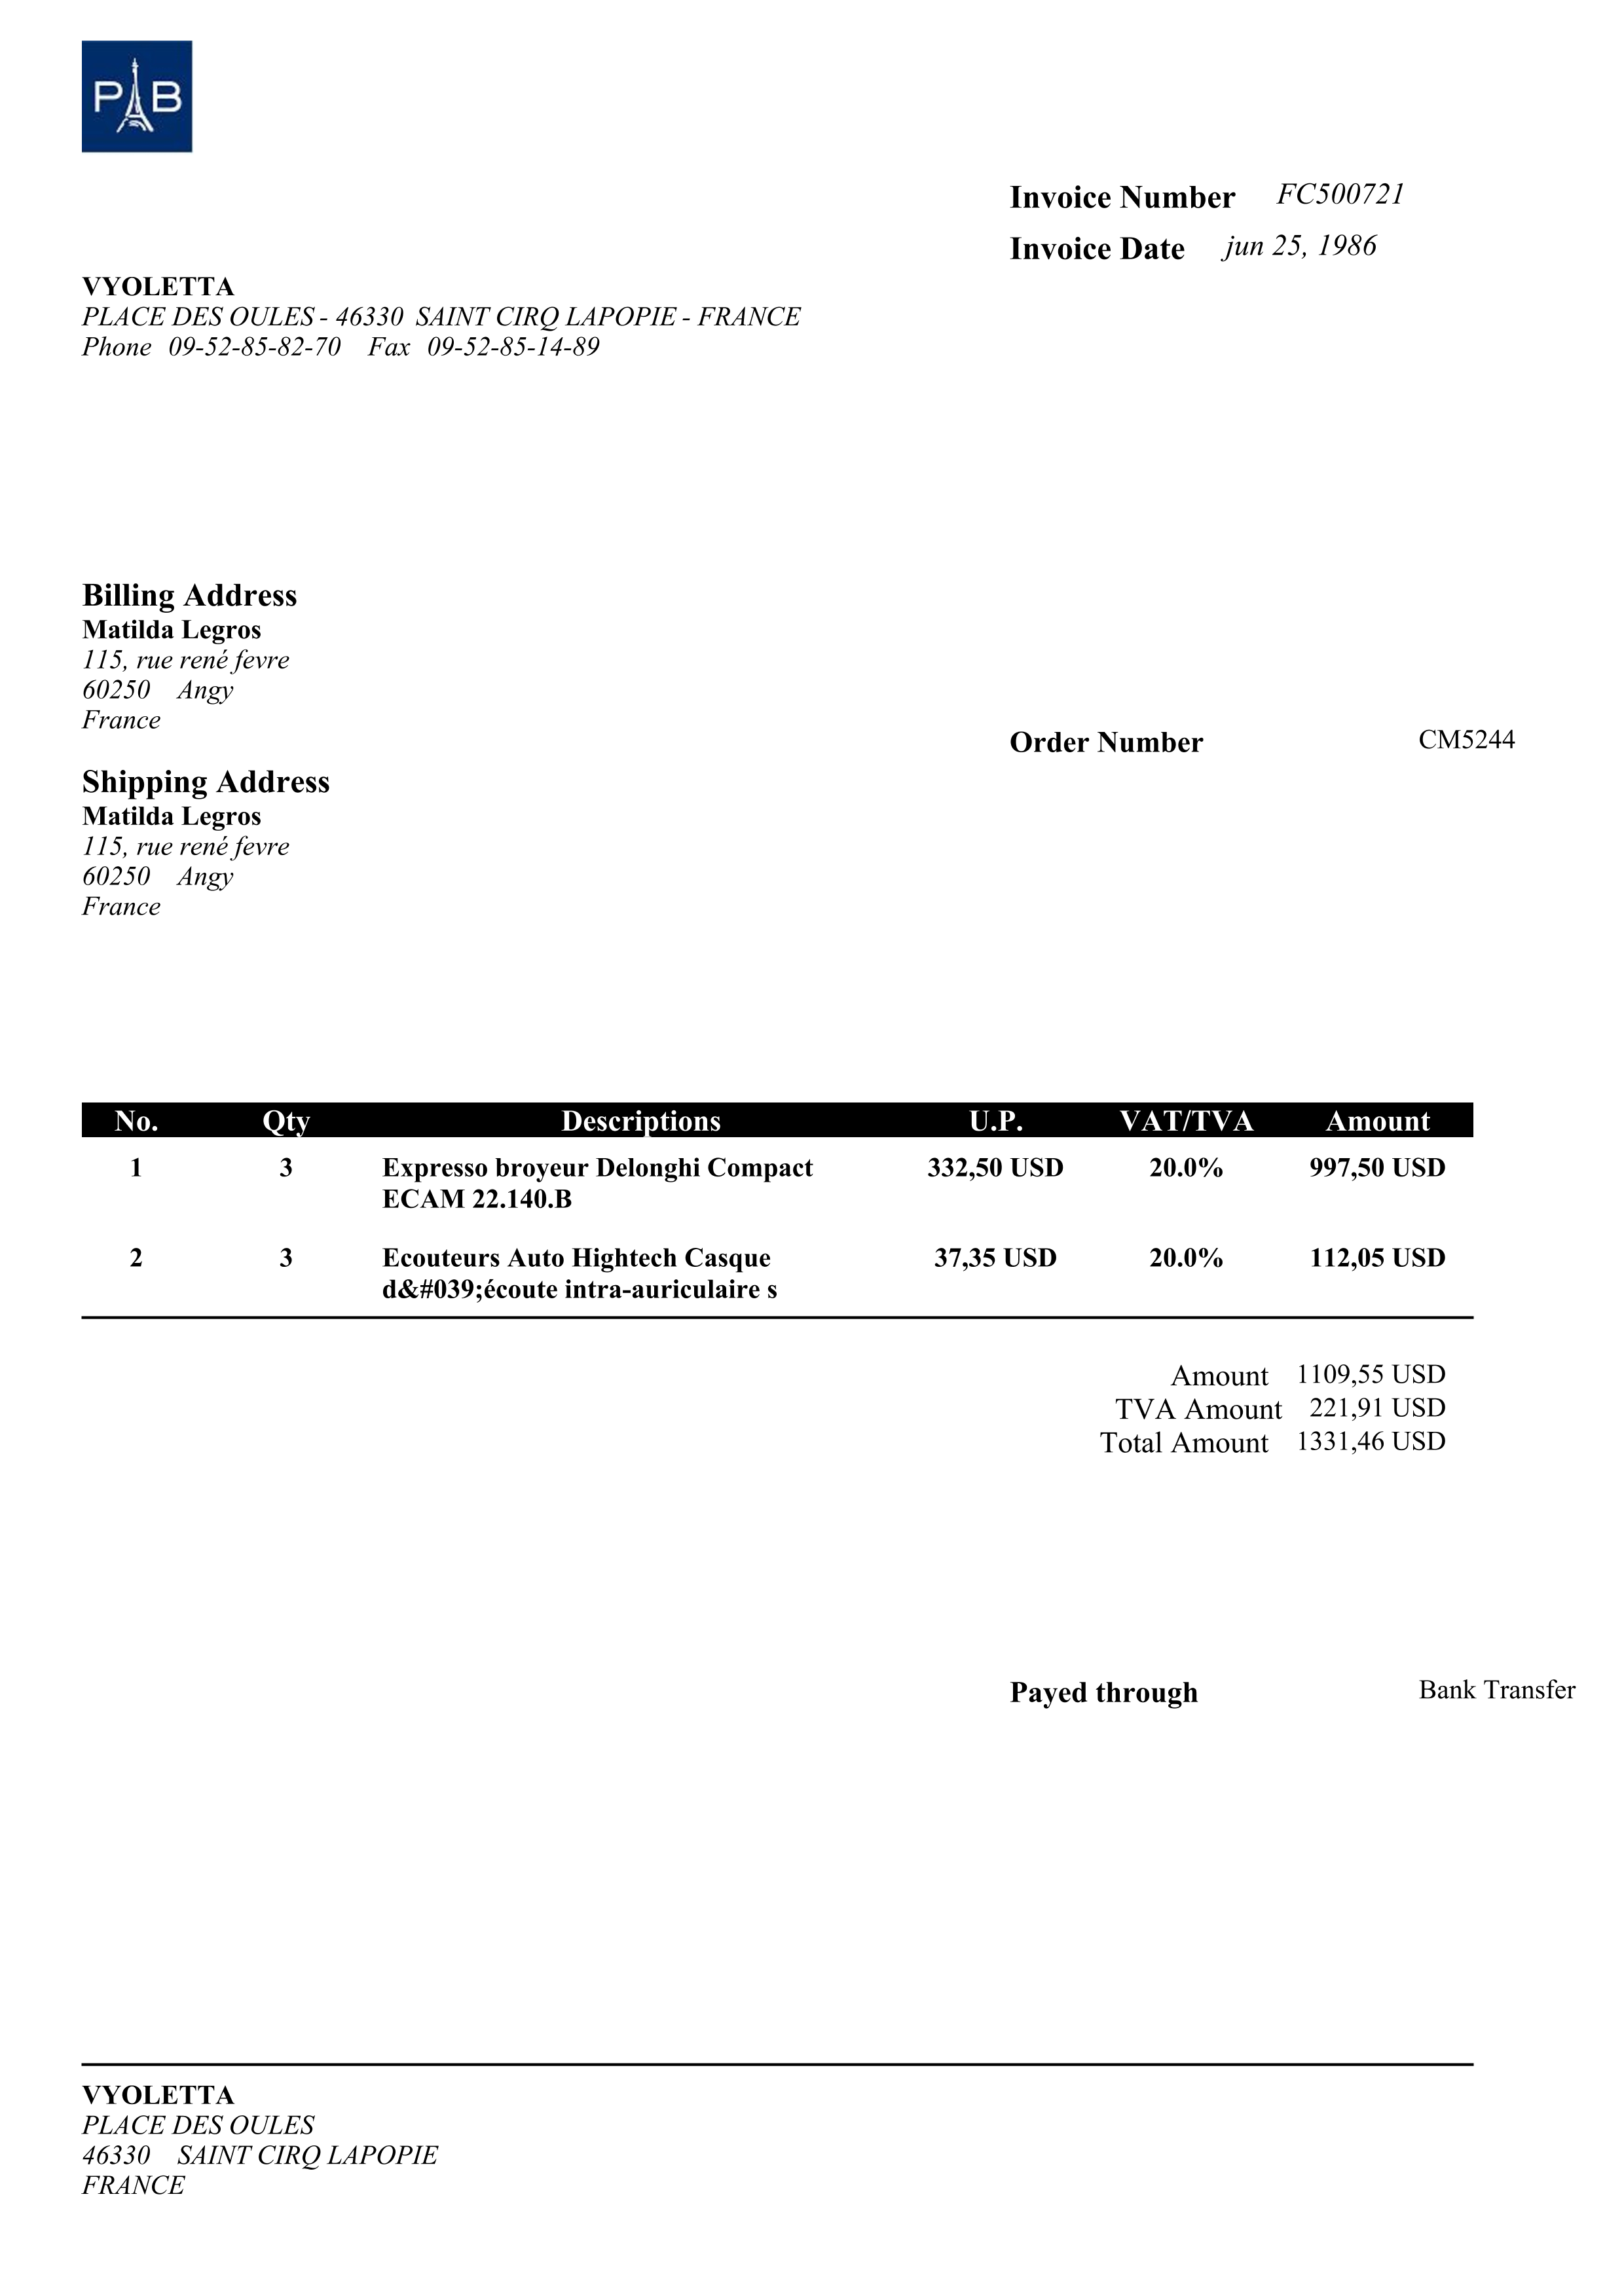 PAB
Invoice Number FC500721
Invoice Date jun 25, 1986
VYOLETTA
PLACE DES OULES - 46330 SAINT CIRQ LAPOPIE - FRANCE
Phone 09-52-85-82-70 Fax 09-52-85-14-89
Billing Address
Matilda Legros
115, rue rené fevre
60250 Angy
France
Order Number CM5244
Shipping Address
Matilda Legros
115, rue rené fevre
60250 Angy
France
No. Qty Descriptions U.P. VAT/TVA Amount
1 3 Expresso broyeur Delonghi Compact 332,50 USD 20.0% 997,50 USD
ECAM 22.140.B
2 3 Ecouteurs Auto Hightech Casque 37,35 USD 20.0% 112,05 USD
d&#039;écoute intra-auriculaire s
Amount 1109,55 USD
TVA Amount 221,91 USD
Total Amount 1331,46 USD
Payed through Bank Transfer
VYOLETTA
PLACE DES OULES
46330 SAINT CIRQ LAPOPIE
FRANCE